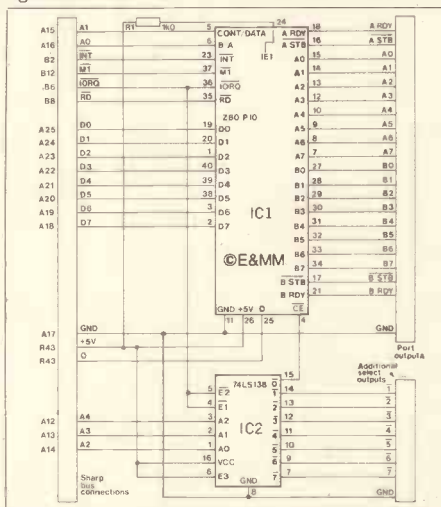 A15 A1 R1 1k0 5 CONT/DATA 24 18 A RDY
A16 A0 6 B A IE1 16 A STB
B2 INT 23 INT A0 15 A0
B12 M1 37 M1 A1 14 A1
B6 IORQ 36 IORQ A2 13 A2
B8 RD 35 RD A3 12 A3
Z80 PIO A4 10 A4
A25 D0 19 D0 A5 9 A5
A24 D1 20 D1 A6 8 A6
A23 D2 1 D2 A7 7 A7
A22 D3 40 D3 B0 27 B0
A21 D4 39 D4 B1 28 B1
A20 D5 38 D5 B2 29 B2
A19 D6 3 D6 B3 30 B3
A18 D7 2 D7 IC1 B4 31 B4
B5 32 B5
©E&MM B6 33 B6
B7 34 B7
B STB 17 B STB
B RDY 21 B RDY
GND +5V 0 CE
A17 GND 11 26 25 4 GND
R43 +5V Port
R43 0 outputA
15 Additional
74LS138 0 select
5 E2 1 14 outputs 1
4 E1 2 13 2
A12 A4 3 A2 3 12 3
A13 A3 2 A1 IC2 4 11 4
A14 A2 1 A0 5 10 5
16 VCC 6 9 6
6 E3 7 7 7
GND
Sharp 8 GND
bus
connections